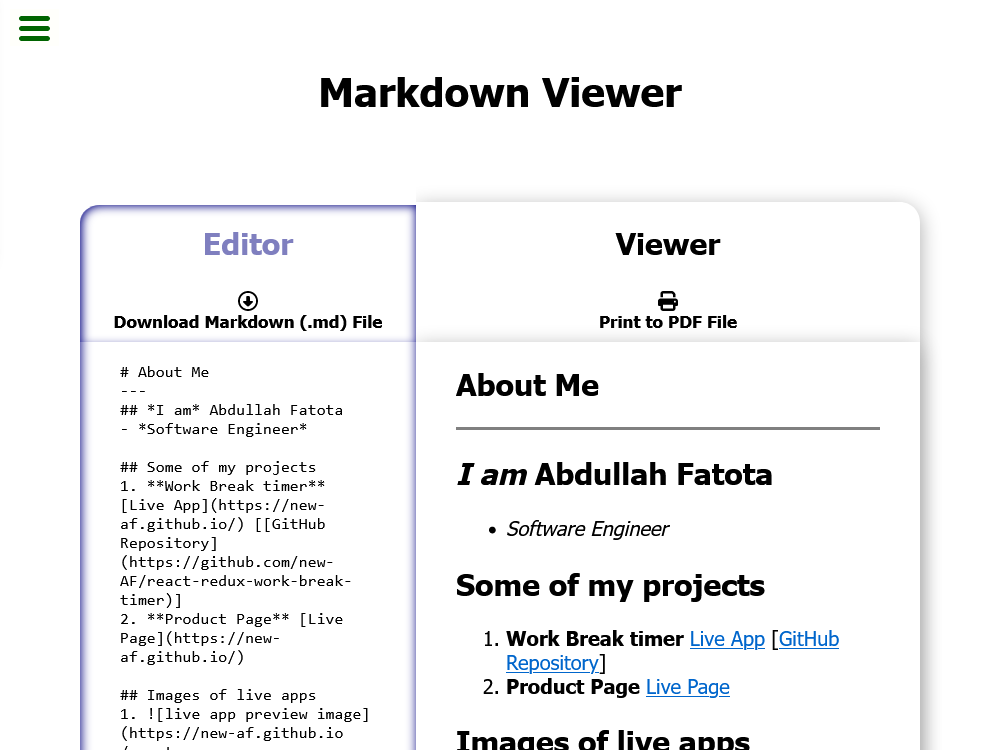 Markdown Viewer
Editor
Download Markdown (.md) File
# About Me
---
## *I am* Abdullah Fatota
- *Software Engineer*
## Some of my projects
1. **Work Break timer**
[Live App](https://new-
af.github.io/) [[GitHub
Repository]
(https://github.com/new-
AF/react-redux-work-break-
timer)]
2. **Product Page** [Live
Page](https://new-
af.github.io/)
## Images of live apps
1. ![live app preview image]
(https://new-af.github.io
Viewer
Print to PDF File
About Me
I am Abdullah Fatota
• Software Engineer
Some of my projects
1. Work Break timer Live App [GitHub
Repository]
2. Product Page Live Page
Images of live apps